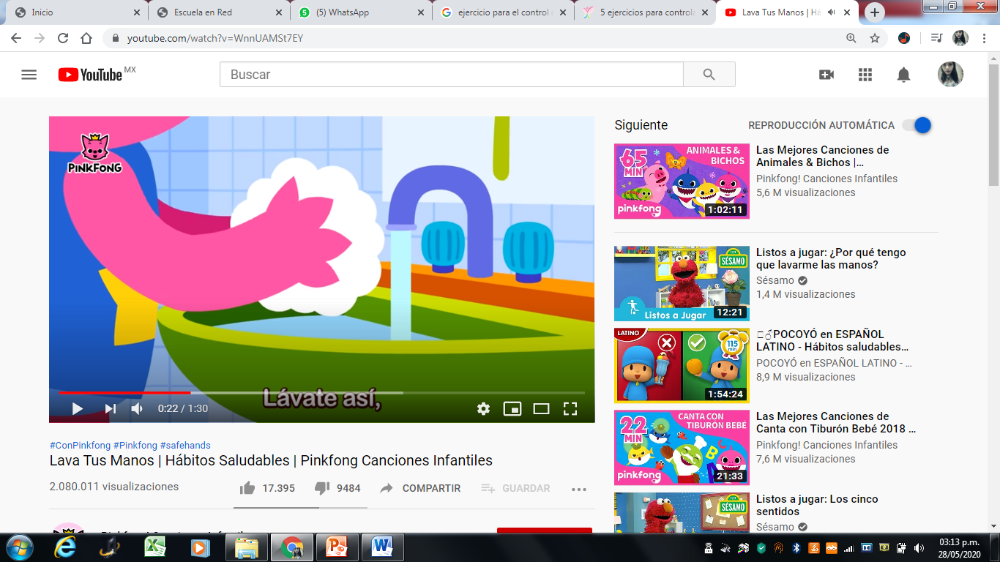 Inicio
Escuela en Red
5 (5) WhatsApp
ejercicio para el control
5 ejercicios para control
Lava Tus Manos | H
youtube.com/watch?v=WnnUAMSt7EY
YouTube MX
Buscar
PINKFONG
Lávate así,
0:22 / 1:30
#ConPinkfong #Pinkfong #safehands
Lava Tus Manos | Hábitos Saludables | Pinkfong Canciones Infantiles
2.080.011 visualizaciones
17.395
9484
COMPARTIR
GUARDAR
Siguiente
REPRODUCCIÓN AUTOMÁTICA
65 MIN
ANIMALES & BICHOS
pinkfong
1:02:11
Las Mejores Canciones de
Animales & Bichos |...
Pinkfong! Canciones Infantiles
5,6 M visualizaciones
123 SÉSAMO
Listos a Jugar
12:21
Listos a jugar: ¿Por qué tengo
que lavarme las manos?
Sésamo
1,4 M visualizaciones
LATINO
115 min
1:54:24
POCOYÓ en ESPAÑOL
LATINO - Hábitos saludables...
POCOYÓ en ESPAÑOL LATINO - ...
8,9 M visualizaciones
22 MIN
CANTA CON
TIBURÓN BEBÉ
B
pinkfong
21:33
Las Mejores Canciones de
Canta con Tiburón Bebé 2018 ...
Pinkfong! Canciones Infantiles
7,6 M visualizaciones
SÉSAMO
Listos a jugar: Los cinco
sentidos
Sésamo
03:13 p.m.
28/05/2020